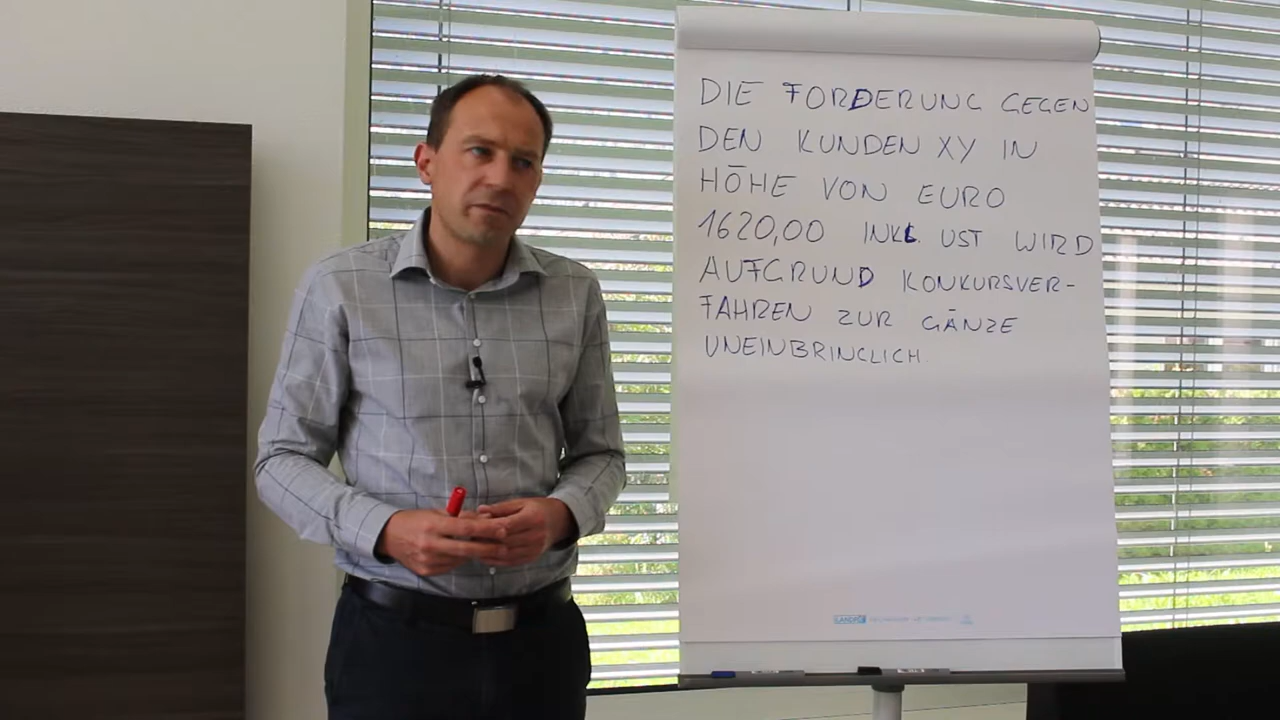 DIE FORDERUNG GEGEN
DEN KUNDEN XY IN
HÖHE VON EURO
1620,00 INKL. UST WIRD
AUFGRUND KONKURSVER-
FAHREN ZUR GÄNZE
UNEINBRINGLICH.
LANDRÉ